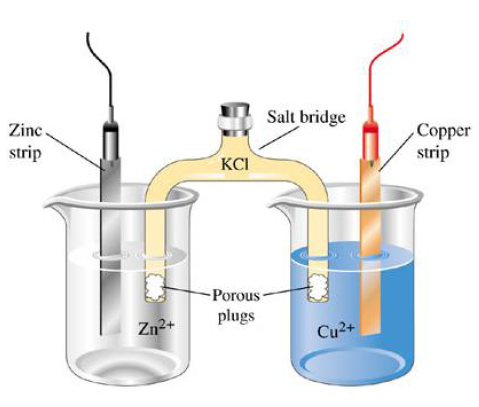 Zinc
strip
Salt bridge
KCl
Copper
strip
Porous
plugs
Zn²⁺
Cu²⁺